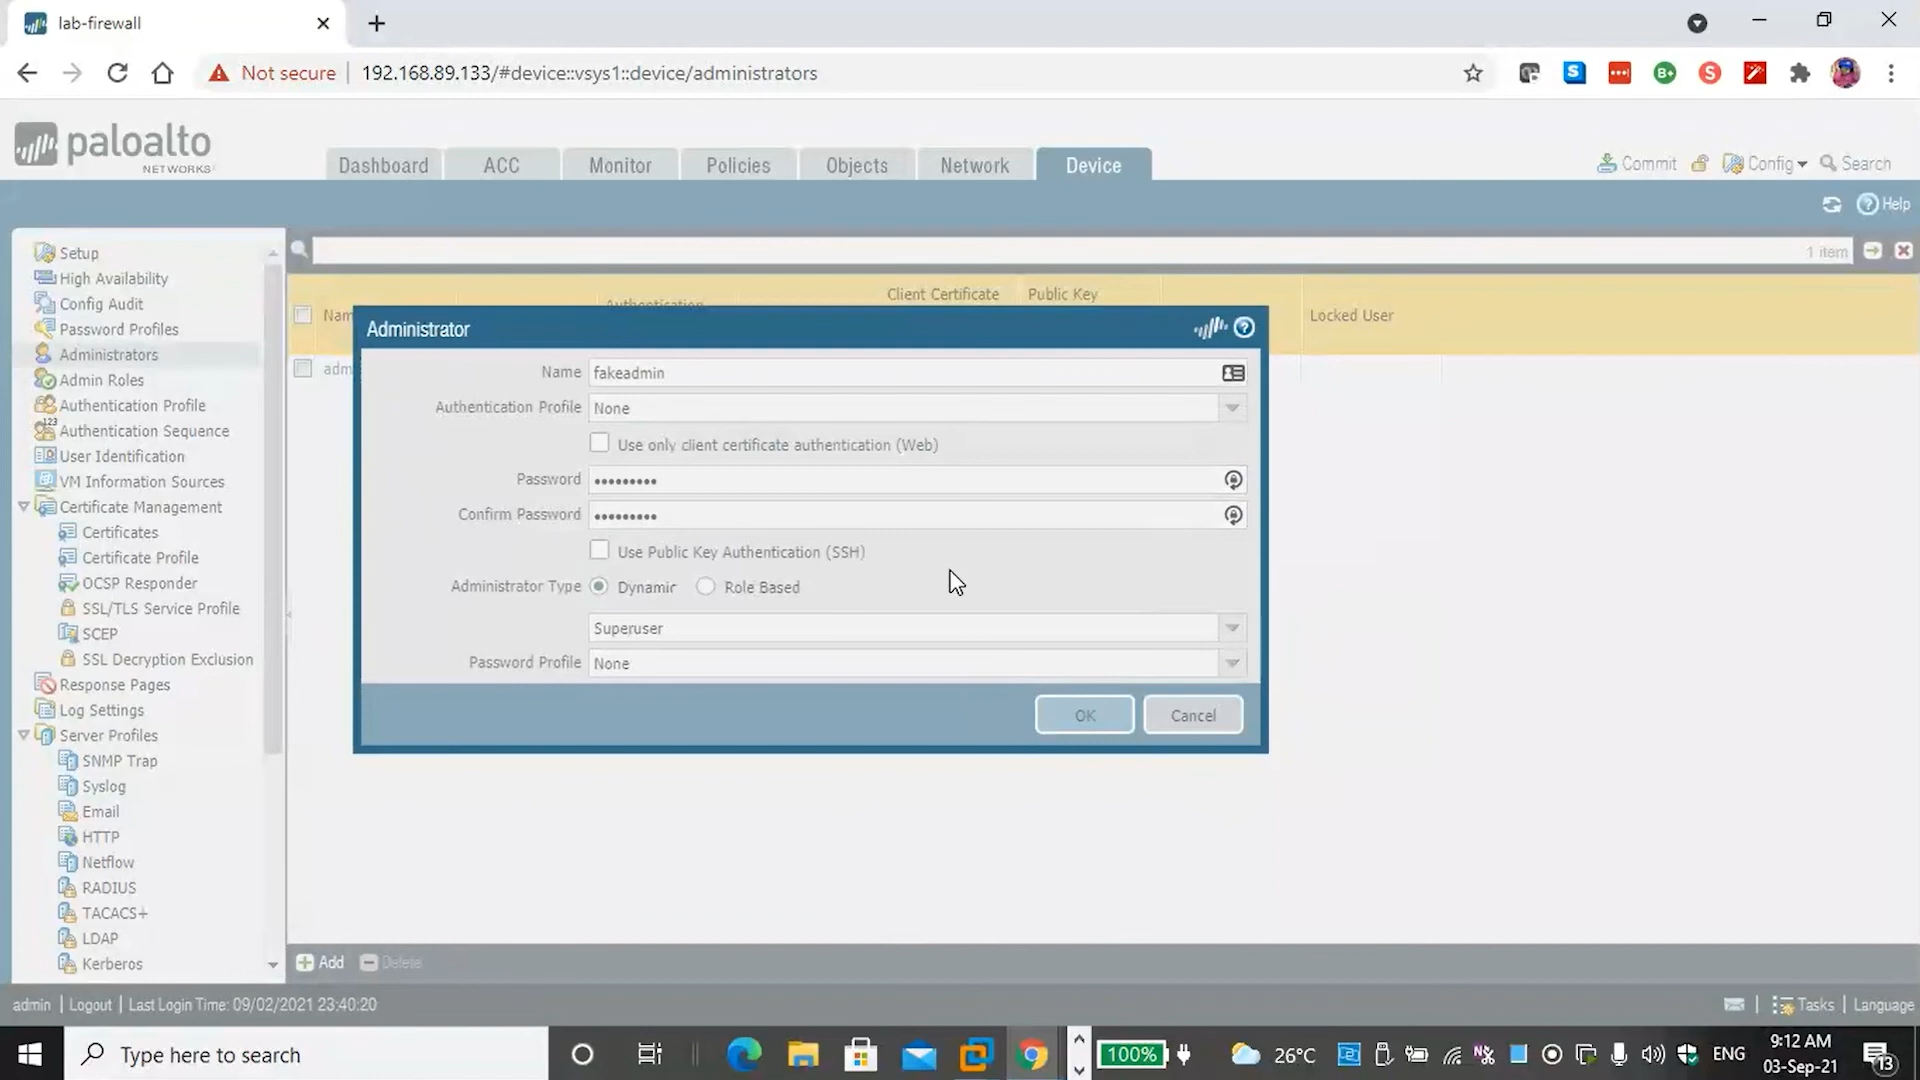 lab-firewall
Not secure
192.168.89.133/#device::vsys1::device/administrators
paloalto
NETWORKS
Dashboard
ACC
Monitor
Policies
Objects
Network
Device
Commit
Config
Search
Help
Setup
High Availability
Config Audit
Password Profiles
Administrators
Admin Roles
Authentication Profile
Authentication Sequence
User Identification
VM Information Sources
Certificate Management
Certificates
Certificate Profile
OCSP Responder
SSL/TLS Service Profile
SCEP
SSL Decryption Exclusion
Response Pages
Log Settings
Server Profiles
SNMP Trap
Syslog
Email
HTTP
Netflow
RADIUS
TACACS+
LDAP
Kerberos
1 item
Nam
Authentication
Client Certificate
Public Key
Locked User
adm
Administrator
Name fakeadmin
Authentication Profile None
Use only client certificate authentication (Web)
Password •••••••••
Confirm Password •••••••••
Use Public Key Authentication (SSH)
Administrator Type Dynamic Role Based
Superuser
Password Profile None
OK
Cancel
Add
Delete
admin | Logout | Last Login Time: 09/02/2021 23:40:20
Tasks | Language
Type here to search
100%
26°C
ENG
9:12 AM
03-Sep-21
13